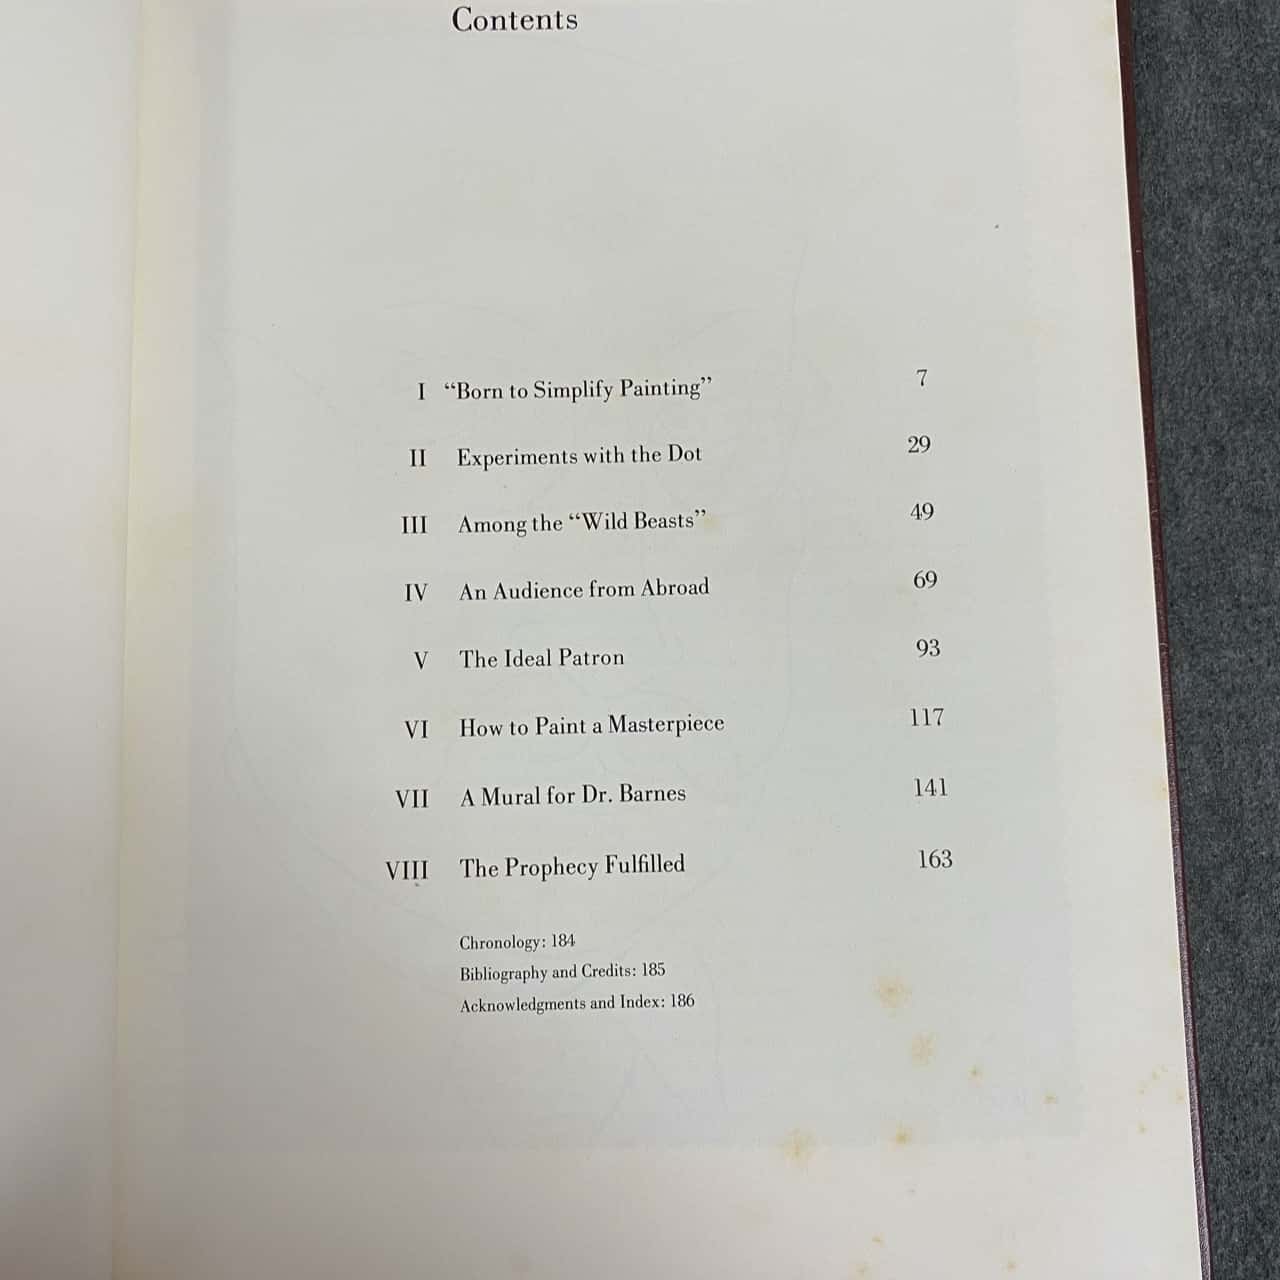 Contents
I “Born to Simplify Painting” 7
II Experiments with the Dot 29
III Among the “Wild Beasts” 49
IV An Audience from Abroad 69
V The Ideal Patron 93
VI How to Paint a Masterpiece 117
VII A Mural for Dr. Barnes 141
VIII The Prophecy Fulfilled 163
Chronology: 184
Bibliography and Credits: 185
Acknowledgments and Index: 186